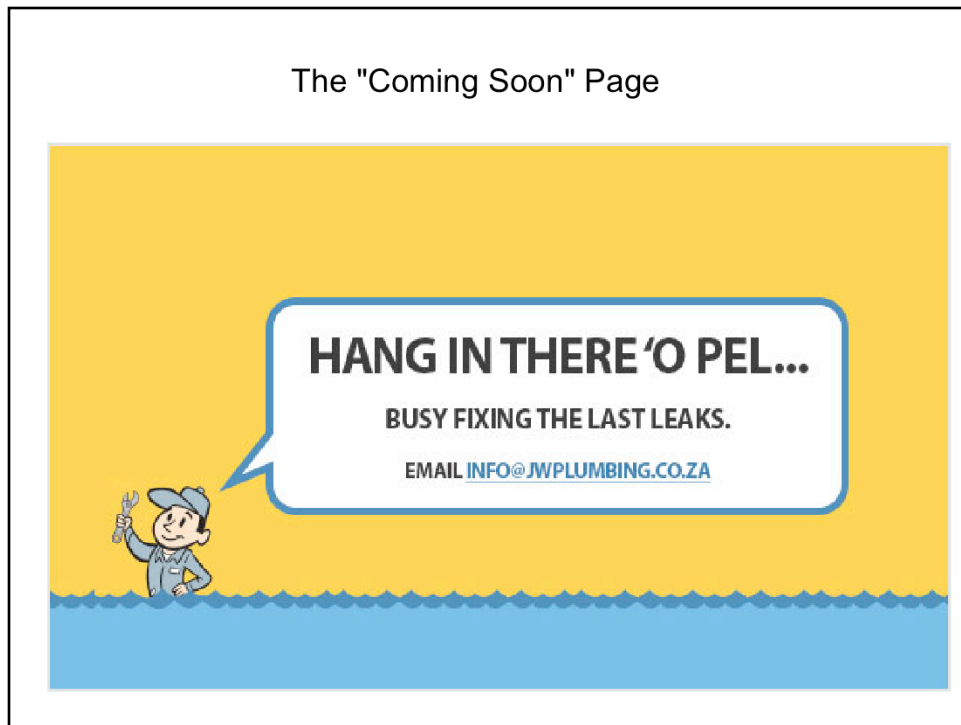 The "Coming Soon" Page
HANG IN THERE ‘O PEL...
BUSY FIXING THE LAST LEAKS.
EMAIL INFO@JWPLUMBING.CO.ZA